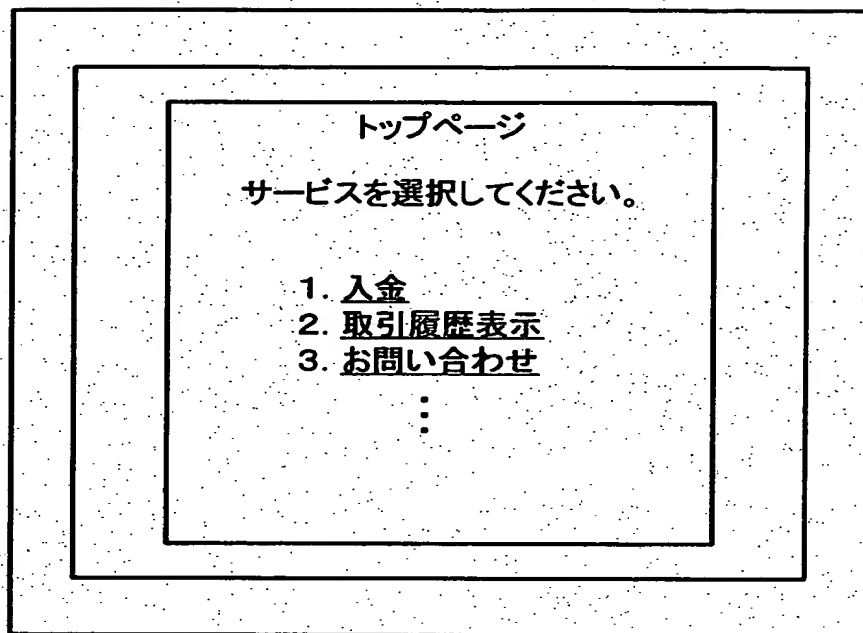 トップページ
サービスを選択してください。
1. 入金
2. 取引履歴表示
3. お問い合わせ
⋮